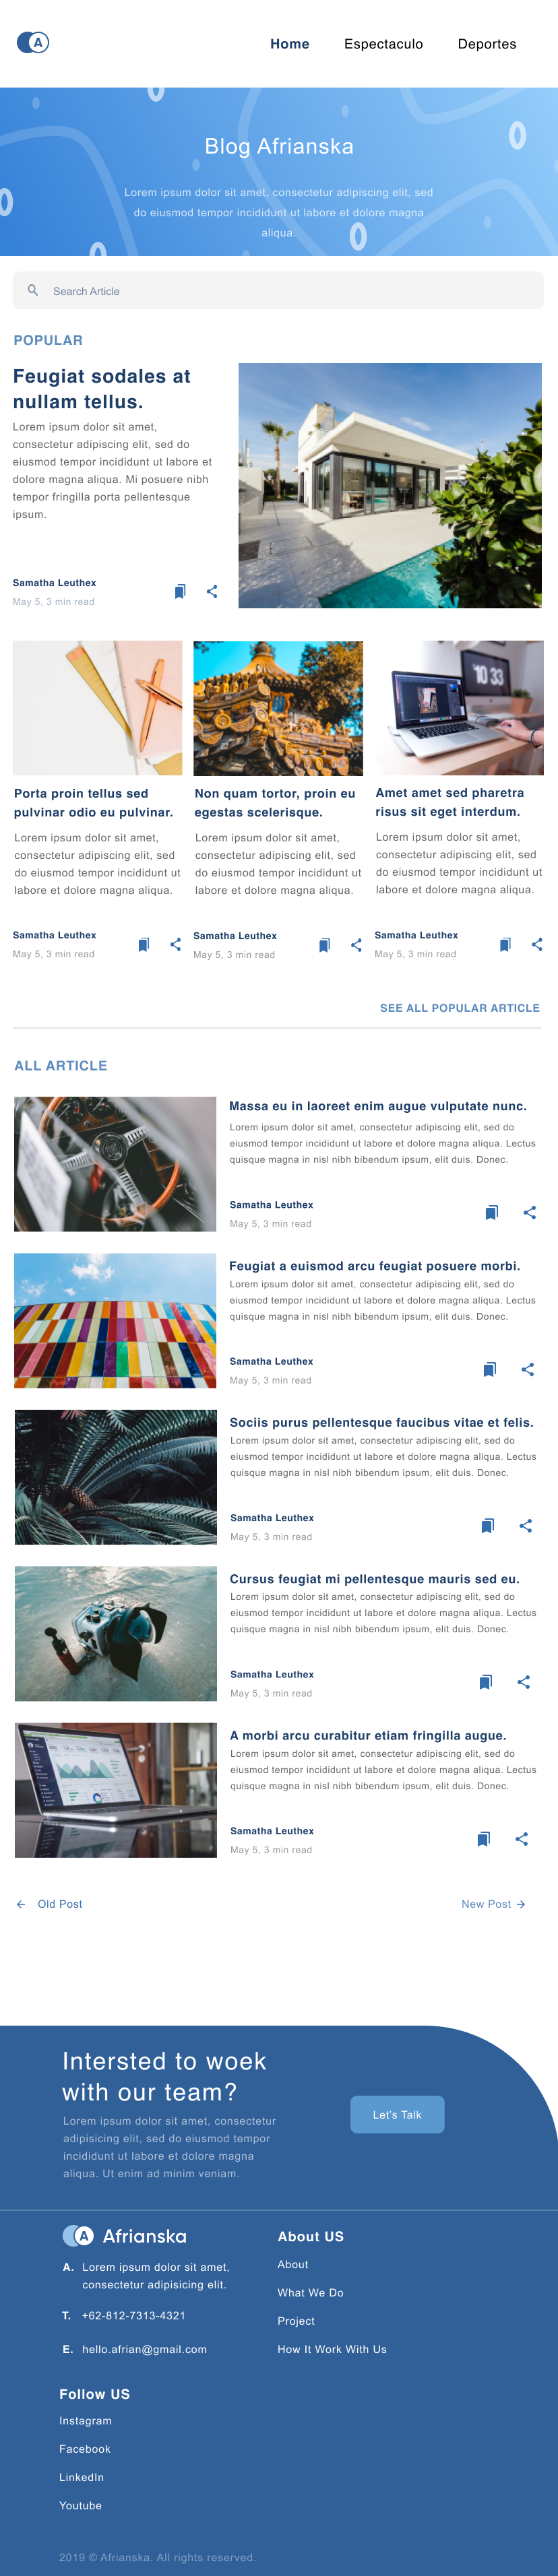 A
Home
Espectaculo
Deportes
Blog Afrianska
Lorem ipsum dolor sit amet, consectetur adipiscing elit, sed
do eiusmod tempor incididunt ut labore et dolore magna
aliqua.
Search Article
POPULAR
Feugiat sodales at
nullam tellus.
Lorem ipsum dolor sit amet,
consectetur adipiscing elit, sed do
eiusmod tempor incididunt ut labore et
dolore magna aliqua. Mi posuere nibh
tempor fringilla porta pellentesque
ipsum.
Samatha Leuthex
May 5, 3 min read
10 33
Porta proin tellus sed
pulvinar odio eu pulvinar.
Lorem ipsum dolor sit amet,
consectetur adipiscing elit, sed
do eiusmod tempor incididunt ut
labore et dolore magna aliqua.
Samatha Leuthex
May 5, 3 min read
Non quam tortor, proin eu
egestas scelerisque.
Lorem ipsum dolor sit amet,
consectetur adipiscing elit, sed
do eiusmod tempor incididunt ut
labore et dolore magna aliqua.
Samatha Leuthex
May 5, 3 min read
Amet amet sed pharetra
risus sit eget interdum.
Lorem ipsum dolor sit amet,
consectetur adipiscing elit, sed
do eiusmod tempor incididunt ut
labore et dolore magna aliqua.
Samatha Leuthex
May 5, 3 min read
SEE ALL POPULAR ARTICLE
ALL ARTICLE
Massa eu in laoreet enim augue vulputate nunc.
Lorem ipsum dolor sit amet, consectetur adipiscing elit, sed do
eiusmod tempor incididunt ut labore et dolore magna aliqua. Lectus
quisque magna in nisl nibh bibendum ipsum, elit duis. Donec.
Samatha Leuthex
May 5, 3 min read
Feugiat a euismod arcu feugiat posuere morbi.
Lorem ipsum dolor sit amet, consectetur adipiscing elit, sed do
eiusmod tempor incididunt ut labore et dolore magna aliqua. Lectus
quisque magna in nisl nibh bibendum ipsum, elit duis. Donec.
Samatha Leuthex
May 5, 3 min read
Sociis purus pellentesque faucibus vitae et felis.
Lorem ipsum dolor sit amet, consectetur adipiscing elit, sed do
eiusmod tempor incididunt ut labore et dolore magna aliqua. Lectus
quisque magna in nisl nibh bibendum ipsum, elit duis. Donec.
Samatha Leuthex
May 5, 3 min read
Cursus feugiat mi pellentesque mauris sed eu.
Lorem ipsum dolor sit amet, consectetur adipiscing elit, sed do
eiusmod tempor incididunt ut labore et dolore magna aliqua. Lectus
quisque magna in nisl nibh bibendum ipsum, elit duis. Donec.
Samatha Leuthex
May 5, 3 min read
A morbi arcu curabitur etiam fringilla augue.
Lorem ipsum dolor sit amet, consectetur adipiscing elit, sed do
eiusmod tempor incididunt ut labore et dolore magna aliqua. Lectus
quisque magna in nisl nibh bibendum ipsum, elit duis. Donec.
Samatha Leuthex
May 5, 3 min read
Old Post
New Post
Intersted to woek
with our team?
Lorem ipsum dolor sit amet, consectetur
adipisicing elit, sed do eiusmod tempor
incididunt ut labore et dolore magna
aliqua. Ut enim ad minim veniam.
Let's Talk
A Afrianska
A. Lorem ipsum dolor sit amet,
consectetur adipisicing elit.
T. +62-812-7313-4321
E. hello.afrian@gmail.com
About US
About
What We Do
Project
How It Work With Us
Follow US
Instagram
Facebook
LinkedIn
Youtube
2019 © Afrianska. All rights reserved.